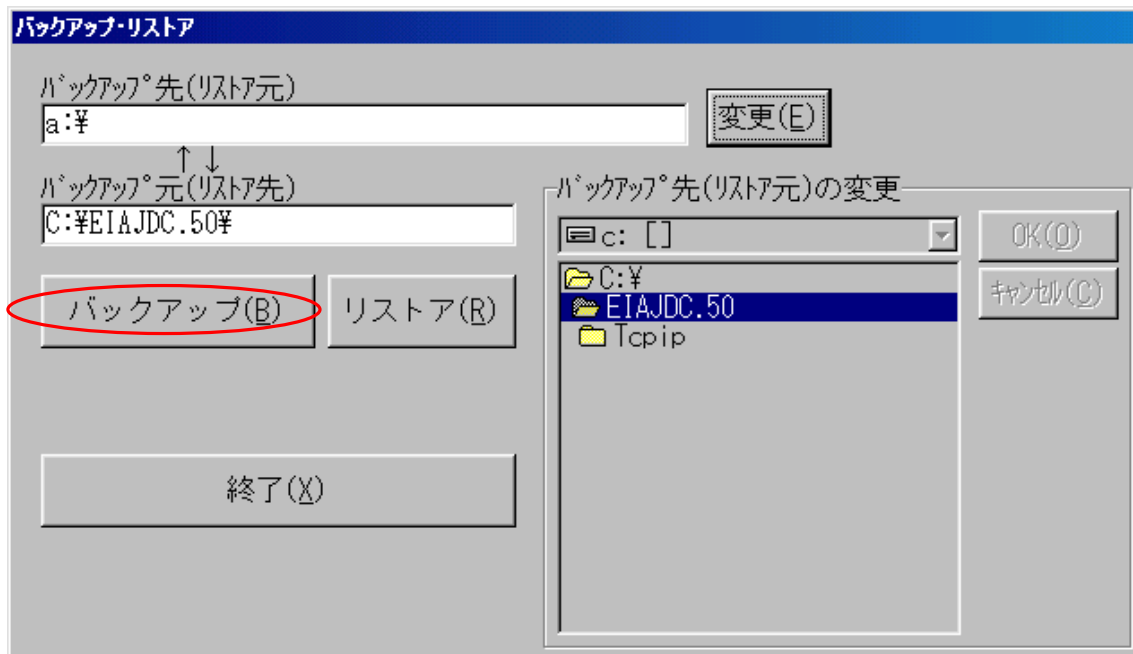 バックアップ・リストア
バックアップ先(リストア元)
a:¥
変更(E)
↑↓
バックアップ元(リストア先)
C:¥EIAJDC.50¥
バックアップ(B)
リストア(R)
終了(X)
バックアップ先(リストア元)の変更
c: []
OK(O)
キャンセル(C)
C:¥
EIAJDC.50
Tcpip